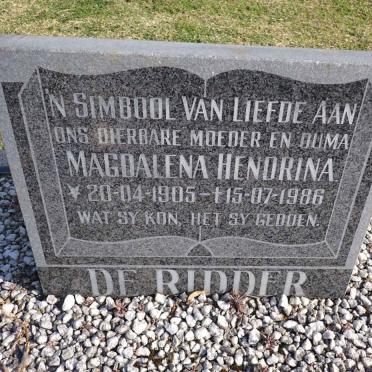 'N SIMBOOL VAN LIEFDE AAN
ONS DIERBARE MOEDER EN OUMA
MAGDALENA HENDRINA
★ 20-04-1905 – †15-07-1986
WAT SY KON, HET SY GEDOEN.
DE RIDDER